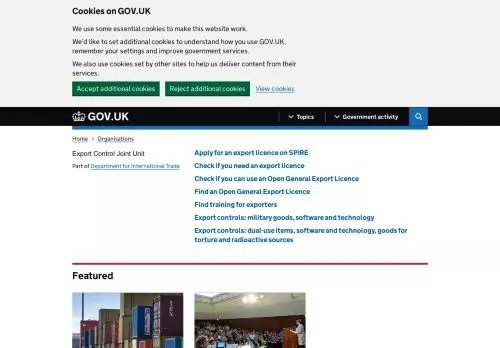 Cookies on GOV.UK
We use some essential cookies to make this website work.
We'd like to set additional cookies to understand how you use GOV.UK,
remember your settings and improve government services.
We also use cookies set by other sites to help us deliver content from their
services.
Accept additional cookies Reject additional cookies View cookies
GOV.UK Topics Government activity
Home > Organisations
Export Control Joint Unit
Part of Department for International Trade
Apply for an export licence on SPIRE
Check if you need an export licence
Check if you can use an Open General Export Licence
Find an Open General Export Licence
Find training for exporters
Export controls: military goods, software and technology
Export controls: dual-use items, software and technology, goods for
torture and radioactive sources
Featured